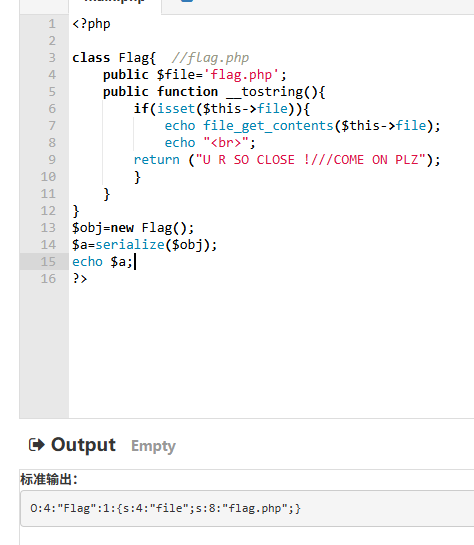 main.php
1 <?php
2
3 class Flag{  //flag.php
4     public $file='flag.php';
5     public function __tostring(){
6         if(isset($this->file)){
7             echo file_get_contents($this->file);
8             echo "<br>";
9         return ("U R SO CLOSE !///COME ON PLZ");
10         }
11     }
12 }
13 $obj=new Flag();
14 $a=serialize($obj);
15 echo $a;
16 ?>
Output Empty
标准输出:
O:4:"Flag":1:{s:4:"file";s:8:"flag.php";}